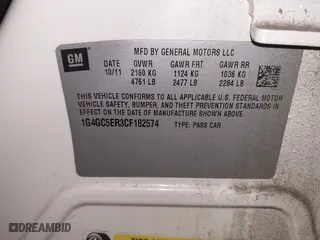 GM
MFD BY GENERAL MOTORS LLC
DATE GVWR GAWR FRT GAWR RR
10/11 2160 KG 1124 KG 1036 KG
4761 LB 2477 LB 2284 LB
THIS VEHICLE CONFORMS TO ALL APPLICABLE U.S. FEDERAL MOTOR
VEHICLE SAFETY, BUMPER, AND THEFT PREVENTION STANDARDS IN
EFFECT ON THE DATE OF MANUFACTURE SHOWN ABOVE.
1G4GC5ER3CF182574 TYPE: PASS CAR
DREAMBID